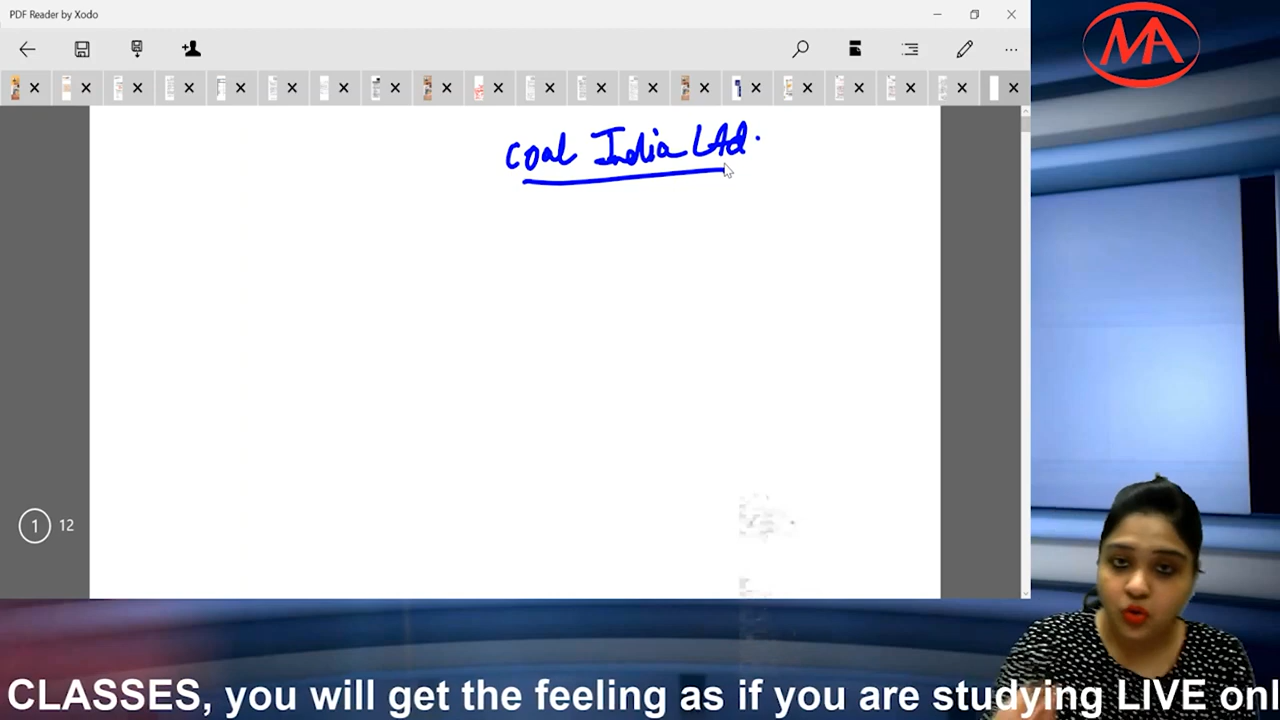 PDF Reader by Xodo
MA
Coal India Ltd.
1 12
CLASSES, you will get the feeling as if you are studying LIVE onl